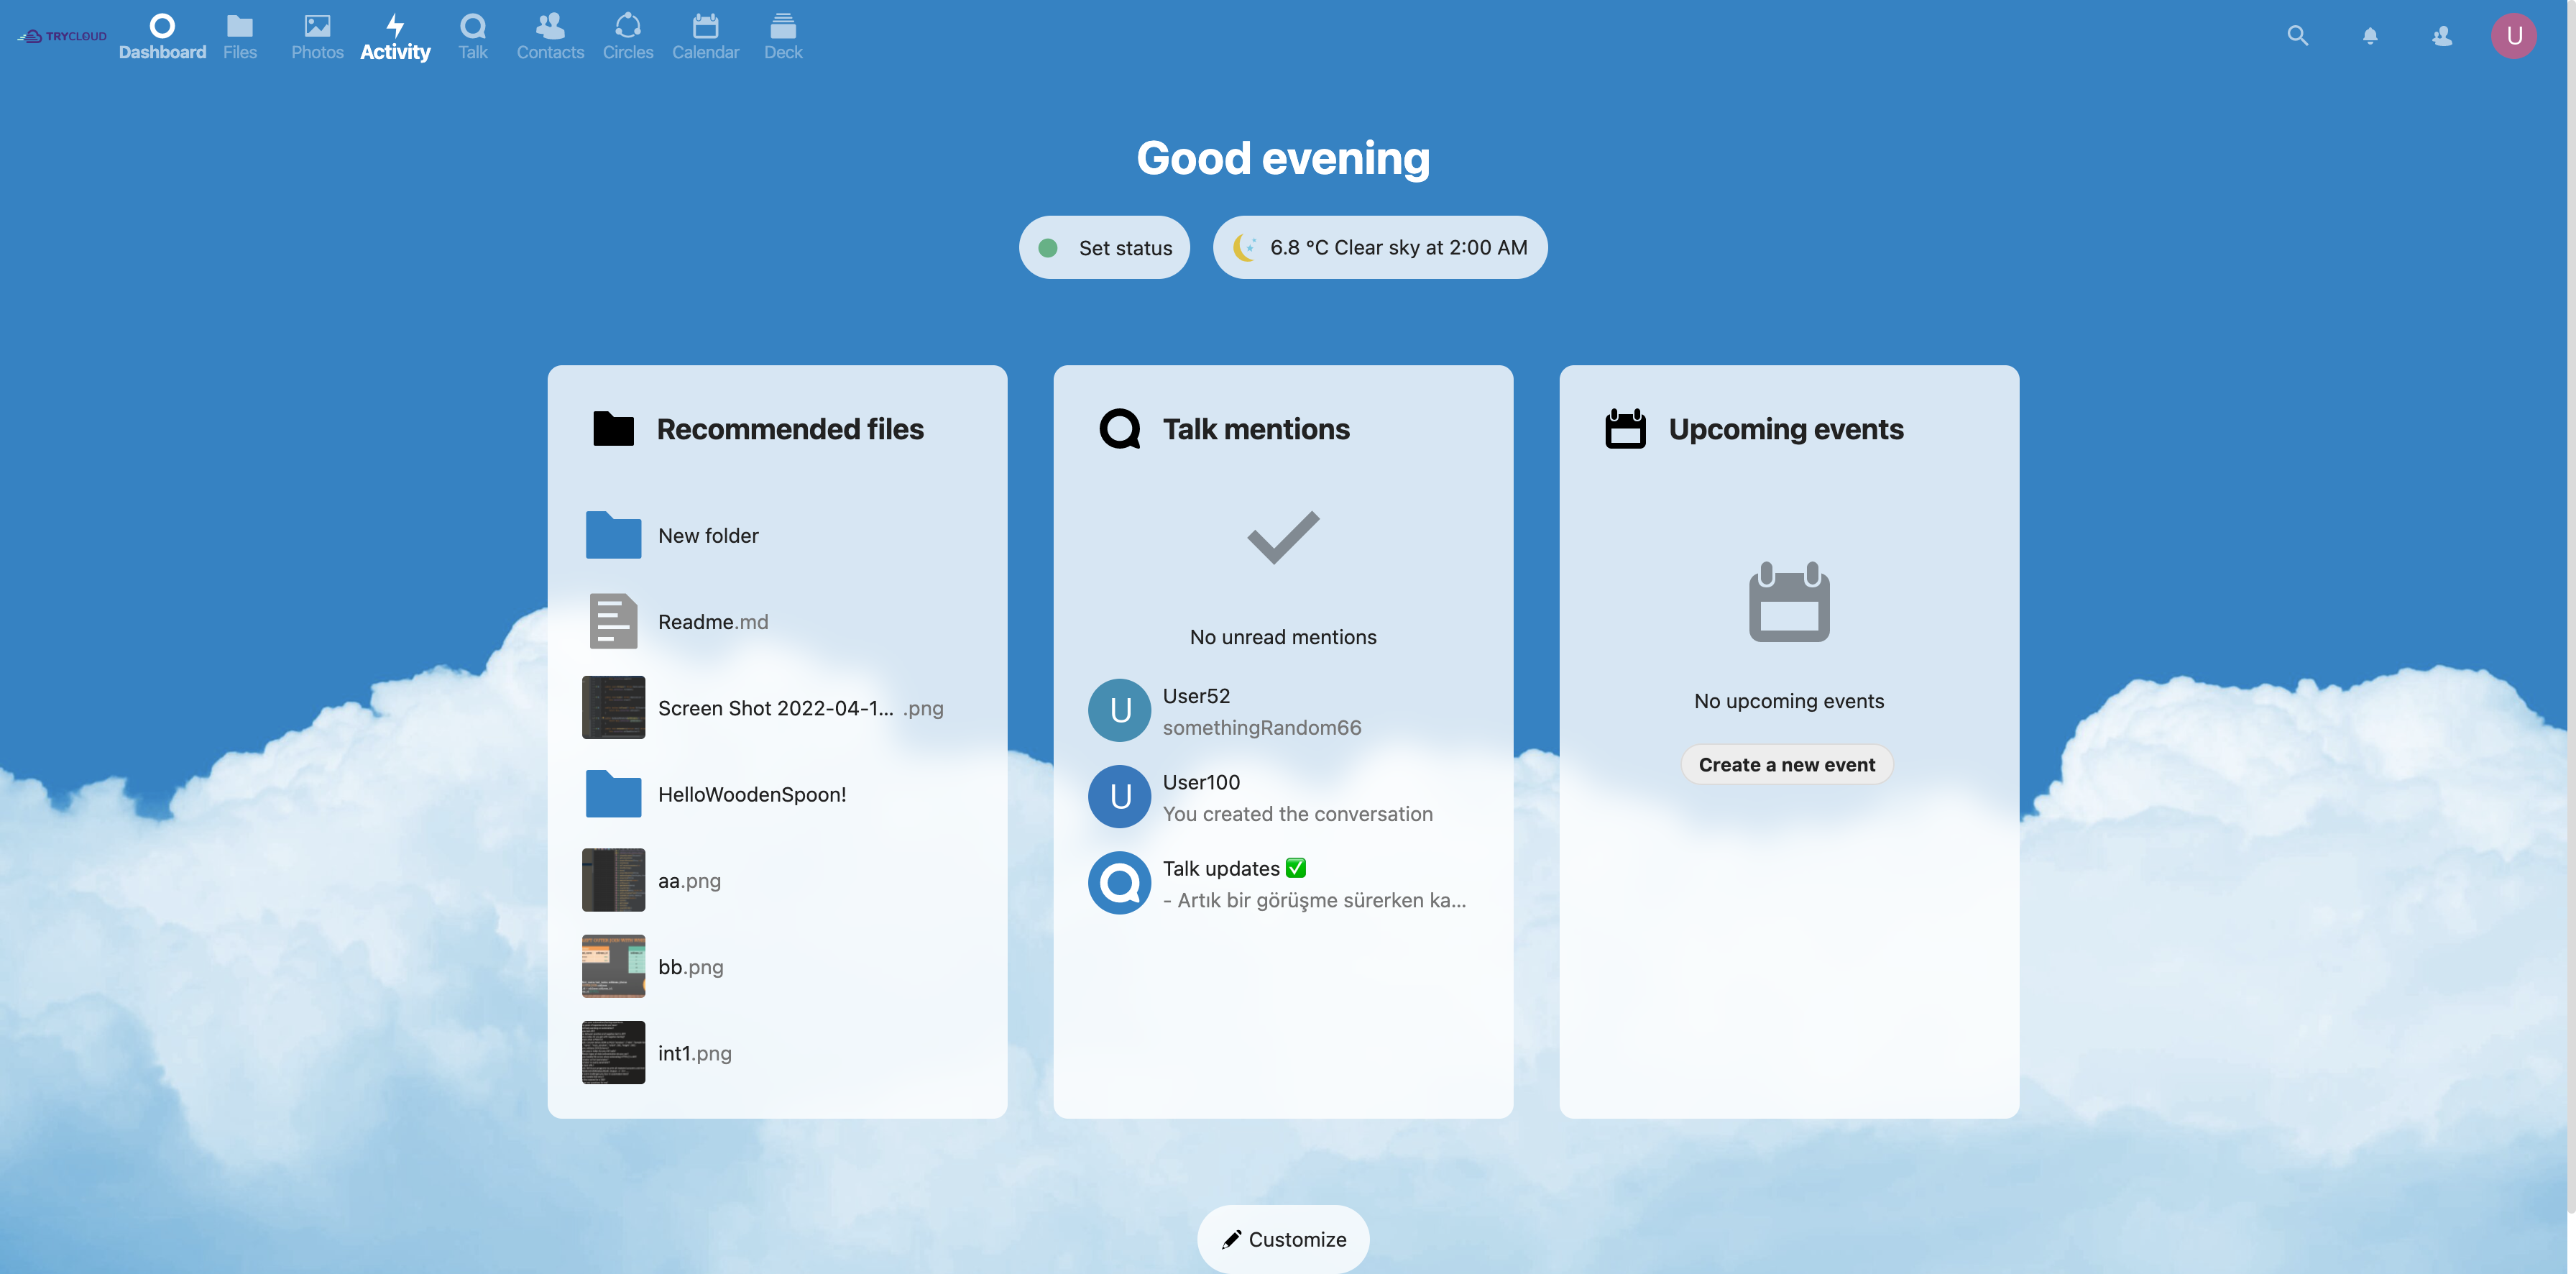 TRYCLOUD
Dashboard
Files
Photos
Activity
Talk
Contacts
Circles
Calendar
Deck
U
Good evening
Set status
6.8 °C Clear sky at 2:00 AM
Recommended files
New folder
Readme.md
Screen Shot 2022-04-1... .png
HelloWoodenSpoon!
aa.png
bb.png
int1.png
Talk mentions
No unread mentions
U
User52
somethingRandom66
U
User100
You created the conversation
Talk updates ✅
- Artık bir görüşme sürerken ka...
Upcoming events
No upcoming events
Create a new event
Customize